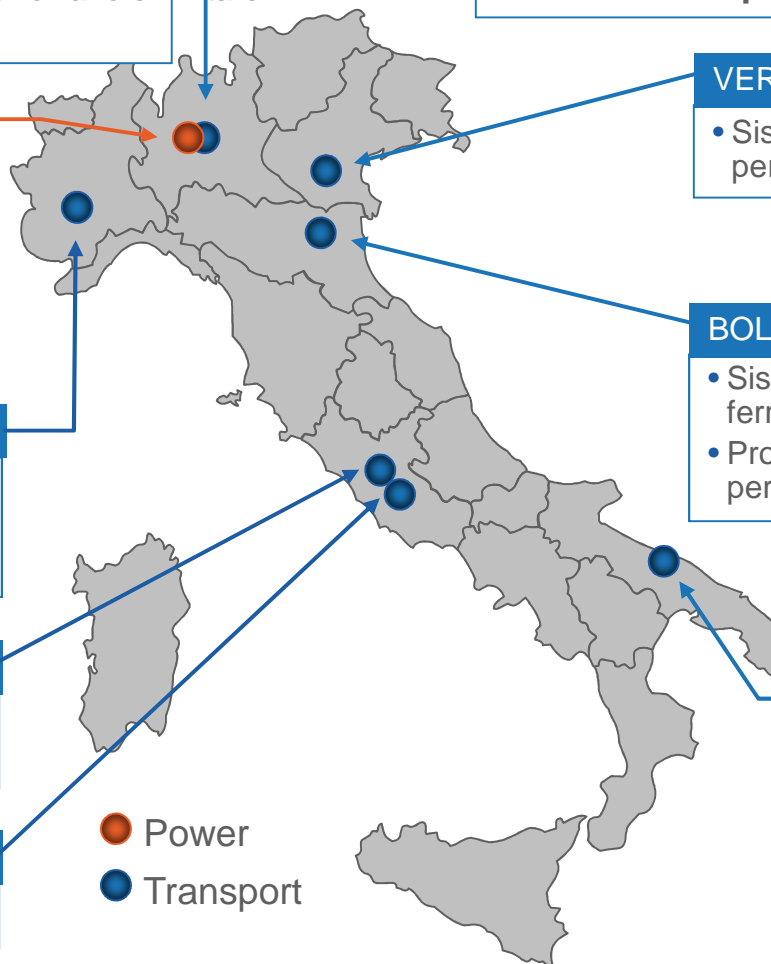 VER
• Sis
per
BOL
• Sis
ferr
• Pro
per
Power
Transport